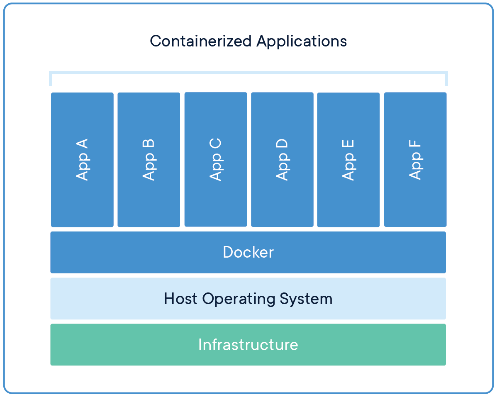 Containerized Applications
App A
App B
App C
App D
App E
App F
Docker
Host Operating System
Infrastructure